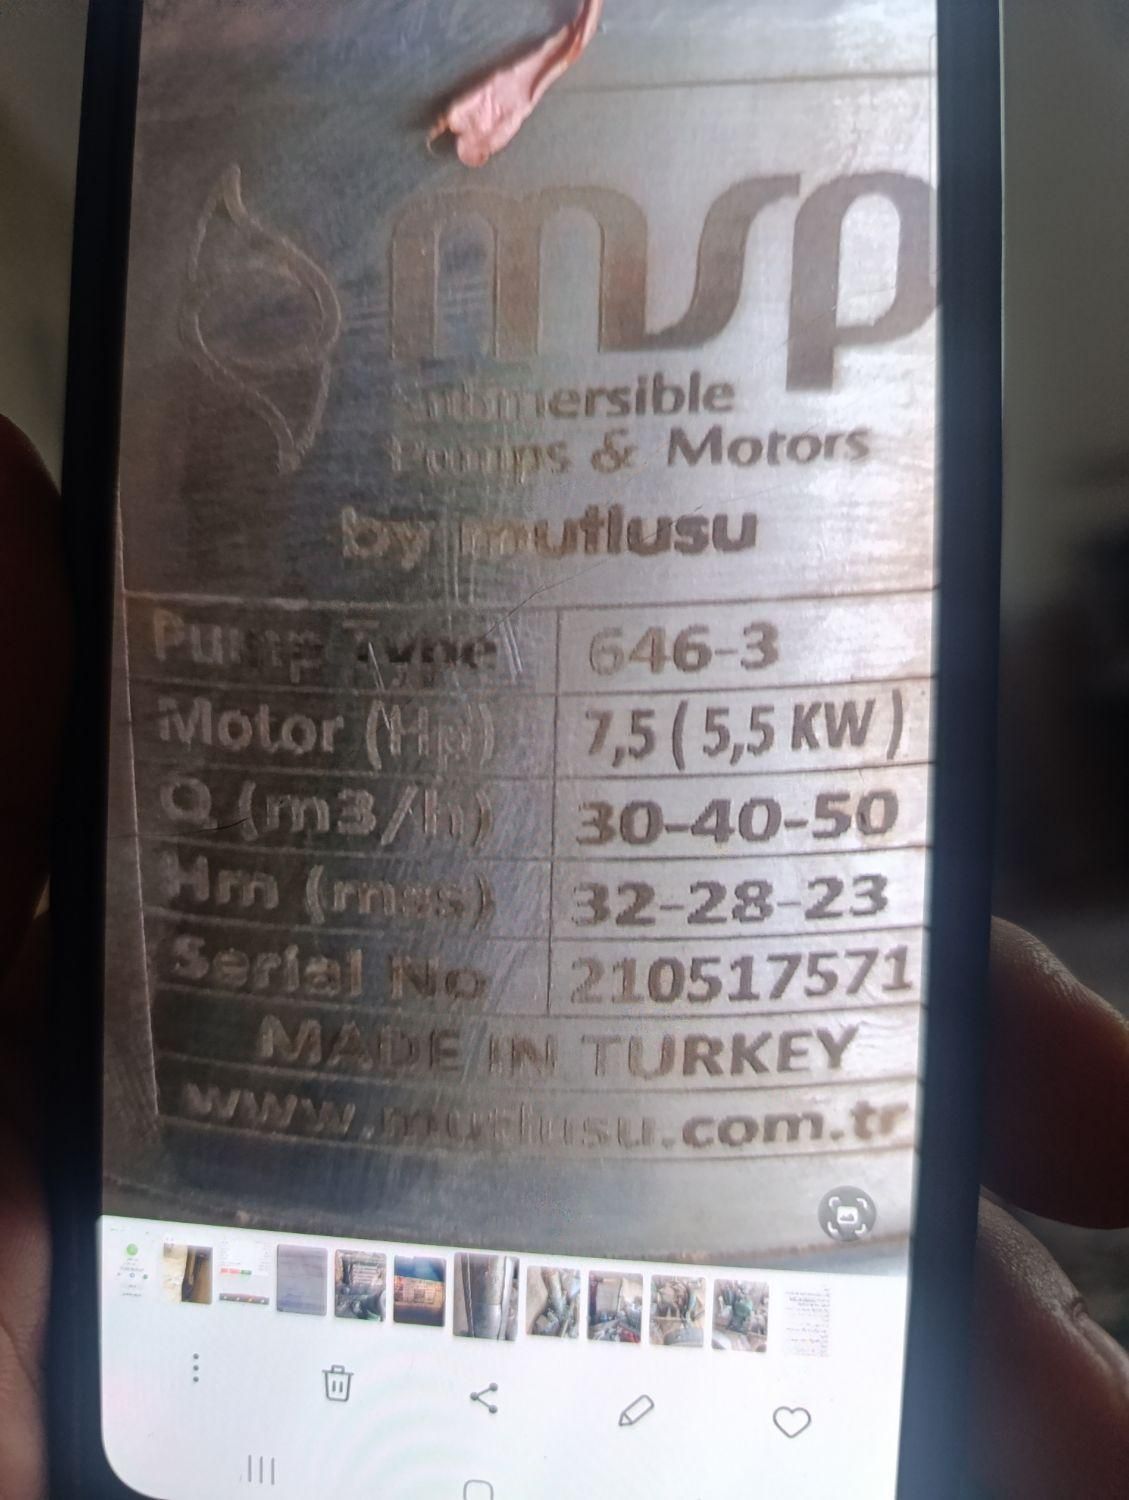 msp
Submersible
Pumps & Motors
by mutlusu
Pump Type 646-3
Motor (Hp) 7,5 ( 5,5 KW )
Q (m3/h) 30-40-50
Hm (mss) 32-28-23
Serial No 210517571
MADE IN TURKEY
www.mutlusu.com.tr